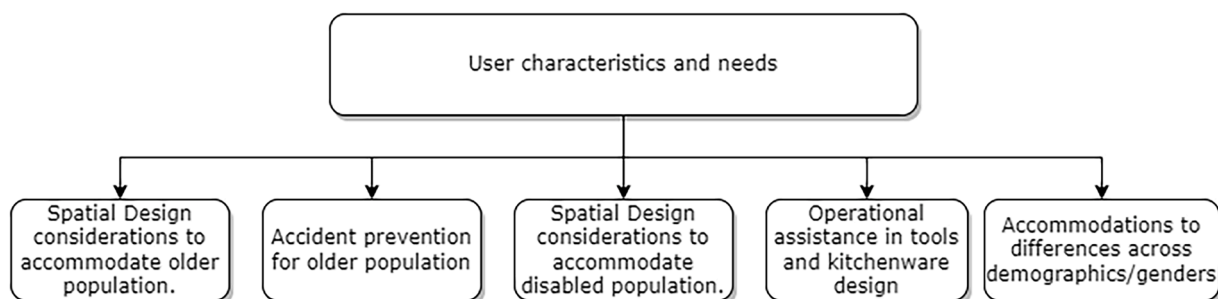 User characteristics and needs
Spatial Design
considerations to
accommodate older
population.
Accident prevention
for older population
Spatial Design
considerations to
accommodate
disabled population.
Operational
assistance in tools
and kitchenware
design
Accommodations to
differences across
demographics/genders